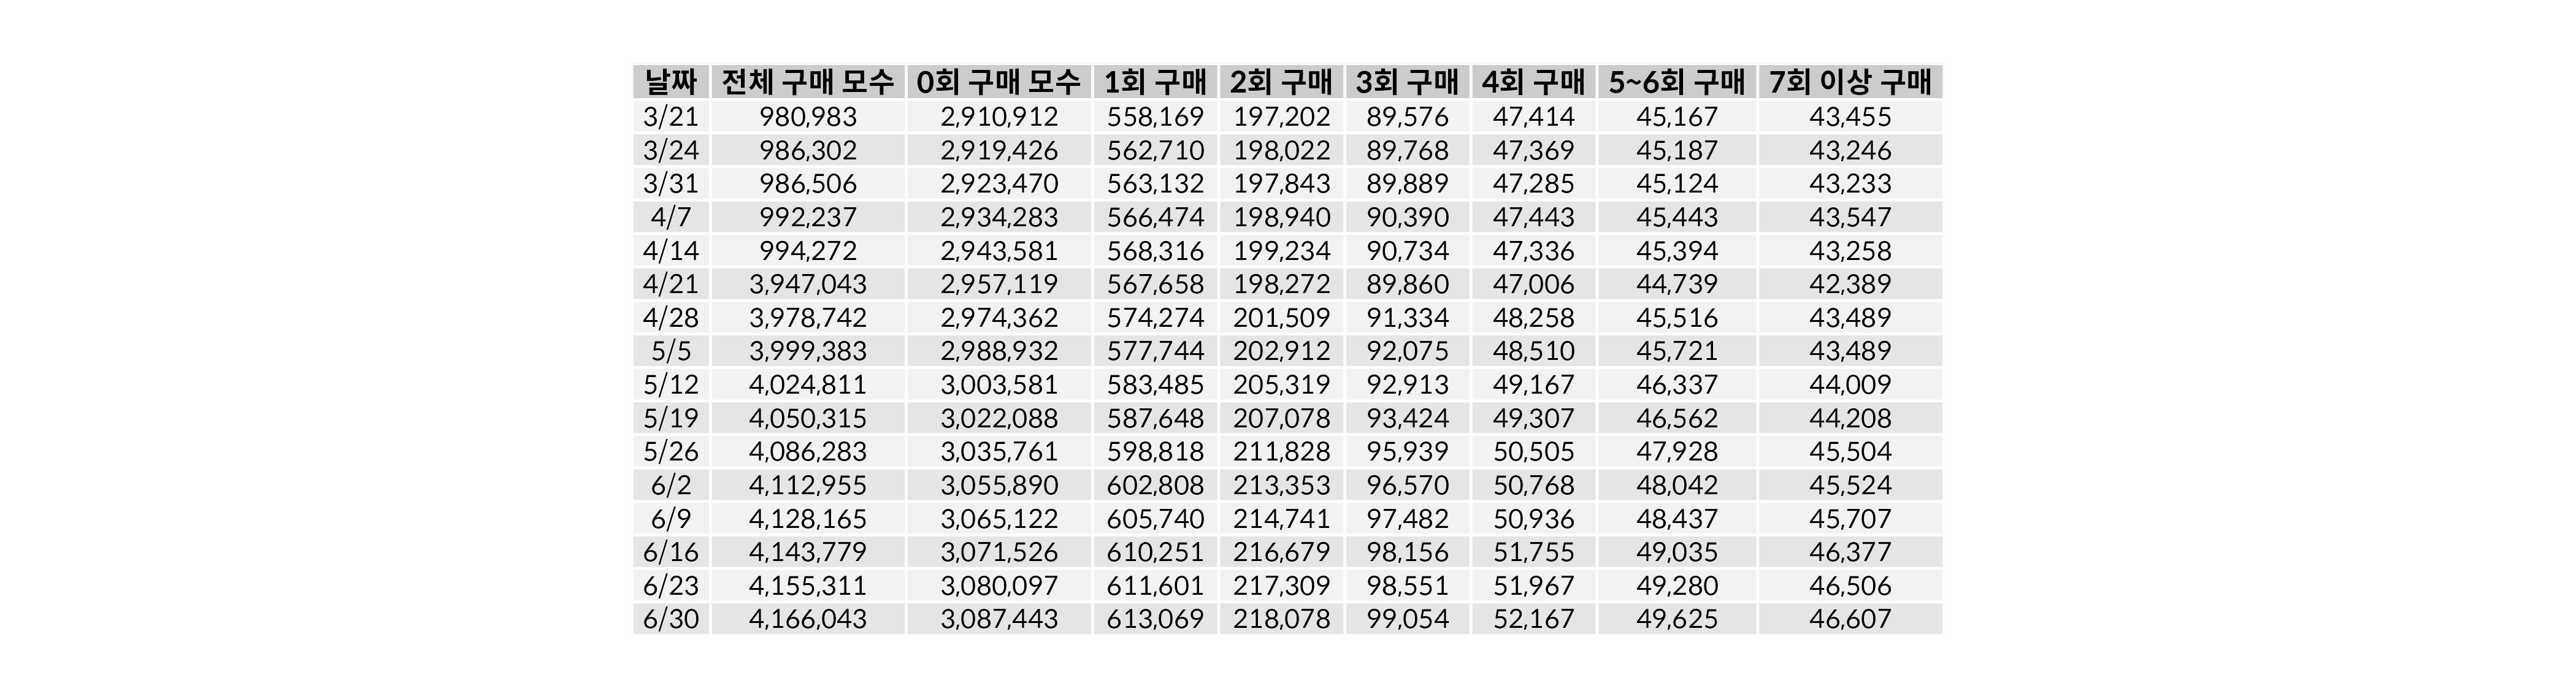 날짜 전체 구매 모수 0회 구매 모수 1회 구매 2회 구매 3회 구매 4회 구매 5~6회 구매 7회 이상 구매
3/21 980,983 2,910,912 558,169 197,202 89,576 47,414 45,167 43,455
3/24 986,302 2,919,426 562,710 198,022 89,768 47,369 45,187 43,246
3/31 986,506 2,923,470 563,132 197,843 89,889 47,285 45,124 43,233
4/7 992,237 2,934,283 566,474 198,940 90,390 47,443 45,443 43,547
4/14 994,272 2,943,581 568,316 199,234 90,734 47,336 45,394 43,258
4/21 3,947,043 2,957,119 567,658 198,272 89,860 47,006 44,739 42,389
4/28 3,978,742 2,974,362 574,274 201,509 91,334 48,258 45,516 43,489
5/5 3,999,383 2,988,932 577,744 202,912 92,075 48,510 45,721 43,489
5/12 4,024,811 3,003,581 583,485 205,319 92,913 49,167 46,337 44,009
5/19 4,050,315 3,022,088 587,648 207,078 93,424 49,307 46,562 44,208
5/26 4,086,283 3,035,761 598,818 211,828 95,939 50,505 47,928 45,504
6/2 4,112,955 3,055,890 602,808 213,353 96,570 50,768 48,042 45,524
6/9 4,128,165 3,065,122 605,740 214,741 97,482 50,936 48,437 45,707
6/16 4,143,779 3,071,526 610,251 216,679 98,156 51,755 49,035 46,377
6/23 4,155,311 3,080,097 611,601 217,309 98,551 51,967 49,280 46,506
6/30 4,166,043 3,087,443 613,069 218,078 99,054 52,167 49,625 46,607